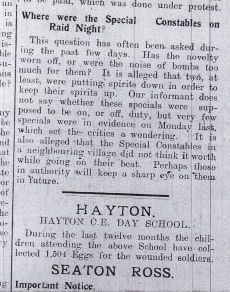 to be paid, which was done under protest.
Where were the Special Constables on
Raid Night?
This question has often been asked dur-
ing the past few days. Has the novelty
worn off, or were the noise of bombs too
much for them? It is alleged that two, at
least, were putting spirits down in order to
keep their spirits up. Our informant does
not say whether these specials were sup-
posed to be on, or off, duty, but very few
specials were in evidence on Monday last,
which set the critics a wondering. It is
also alleged that the Special Constables in
a neighbouring village did not think it worth
while going on their beat. Perhaps those
in authority will keep a sharp eye on them
in future.
HAYTON.
HAYTON C.E. DAY SCHOOL.
During the last twelve months the chil-
dren attending the above School have col-
lected 1,504 Eggs for the wounded soldiers.
SEATON ROSS.
Important Notice.